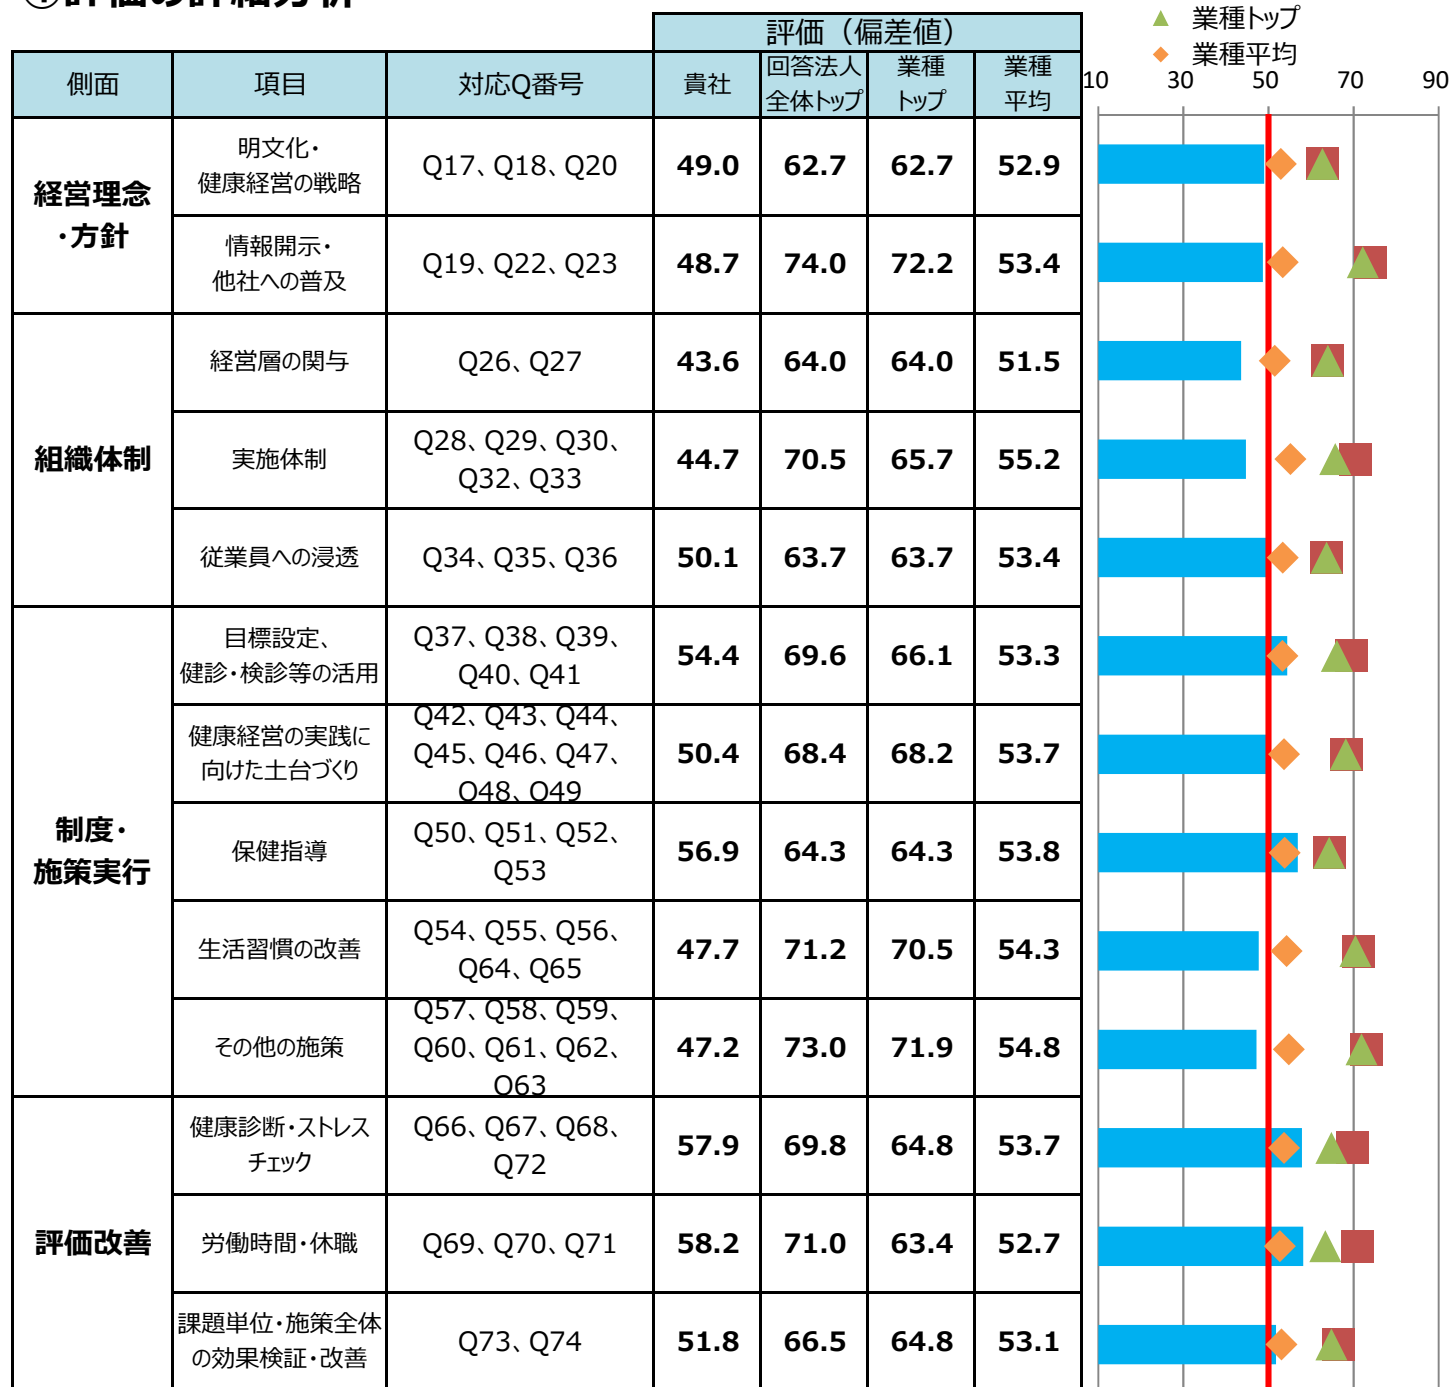 ①評価の詳細分析
▲ 業種トップ
◆ 業種平均
評価（偏差値）
側面 項目 対応Q番号 貴社 回答法人 業種 業種
全体トップ トップ 平均
10 30 50 70 90
経営理念
・方針
明文化・
健康経営の戦略
Q17、Q18、Q20
49.0 62.7 62.7 52.9
情報開示・
他社への普及
Q19、Q22、Q23
48.7 74.0 72.2 53.4
組織体制
経営層の関与
Q26、Q27
43.6 64.0 64.0 51.5
実施体制
Q28、Q29、Q30、
Q32、Q33
44.7 70.5 65.7 55.2
従業員への浸透
Q34、Q35、Q36
50.1 63.7 63.7 53.4
制度・
施策実行
目標設定、
健診・検診等の活用
Q37、Q38、Q39、
Q40、Q41
54.4 69.6 66.1 53.3
健康経営の実践に
向けた土台づくり
Q42、Q43、Q44、
Q45、Q46、Q47、
Q48、Q49
50.4 68.4 68.2 53.7
保健指導
Q50、Q51、Q52、
Q53
56.9 64.3 64.3 53.8
生活習慣の改善
Q54、Q55、Q56、
Q64、Q65
47.7 71.2 70.5 54.3
その他の施策
Q57、Q58、Q59、
Q60、Q61、Q62、
Q63
47.2 73.0 71.9 54.8
評価改善
健康診断・ストレス
チェック
Q66、Q67、Q68、
Q72
57.9 69.8 64.8 53.7
労働時間・休職
Q69、Q70、Q71
58.2 71.0 63.4 52.7
課題単位・施策全体
の効果検証・改善
Q73、Q74
51.8 66.5 64.8 53.1